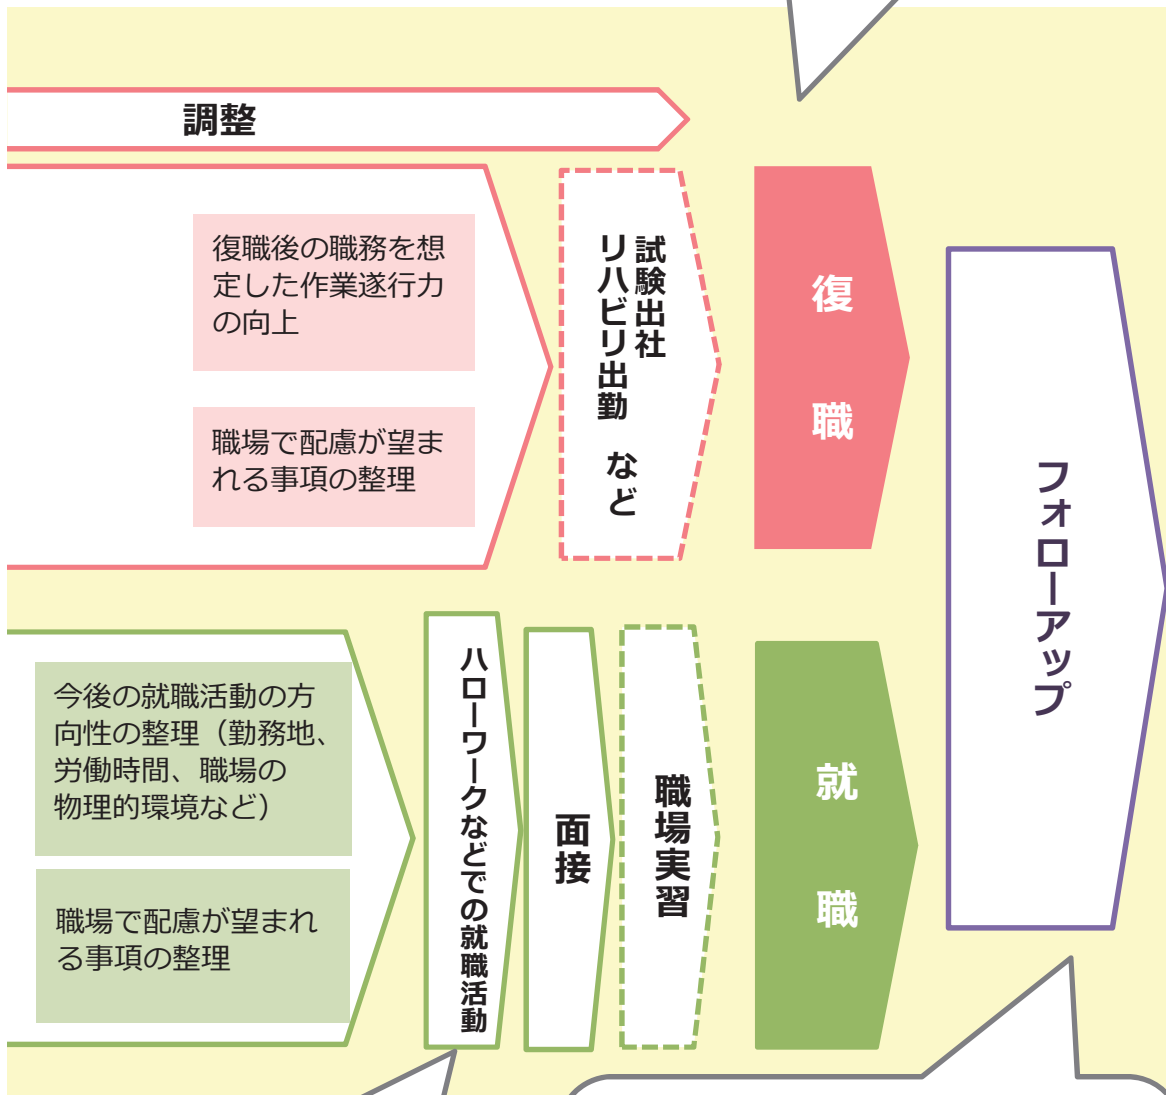 調整
復職後の職務を想
定した作業遂行力
の向上
職場で配慮が望ま
れる事項の整理
試験出社
リハビリ出勤 など
復職
今後の就職活動の方
向性の整理（勤務地、
労働時間、職場の
物理的環境など）
職場で配慮が望まれ
る事項の整理
ハローワークなどでの就職活動
面接
職場実習
就職
フォローアップ